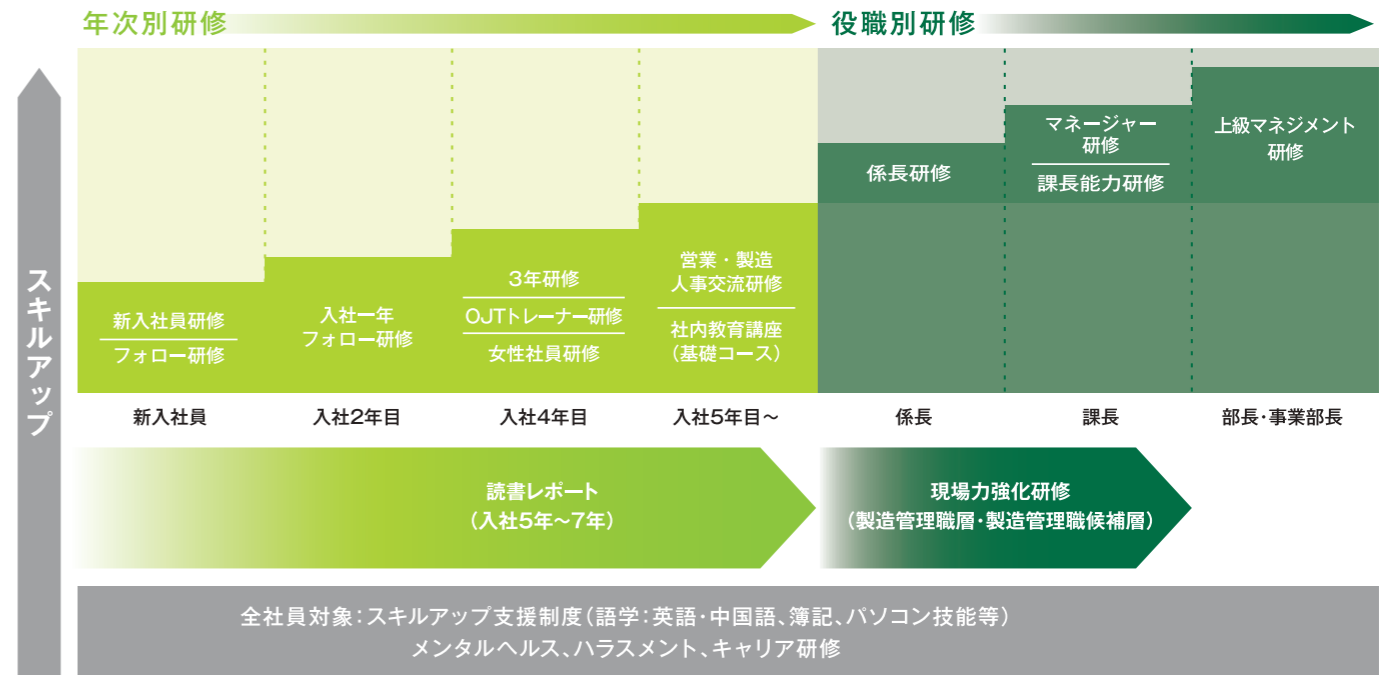 年次別研修
役職別研修
スキルアップ
新入社員研修
フォロー研修
入社一年
フォロー研修
3年研修
OJTトレーナー研修
女性社員研修
営業・製造
人事交流研修
社内教育講座
（基礎コース）
係長研修
マネージャー
研修
課長能力研修
上級マネジメント
研修
新入社員
入社2年目
入社4年目
入社5年目～
係長
課長
部長・事業部長
読書レポート
（入社5年～7年）
現場力強化研修
（製造管理職層・製造管理職候補層）
全社員対象：スキルアップ支援制度（語学：英語・中国語、簿記、パソコン技能等）
メンタルヘルス、ハラスメント、キャリア研修